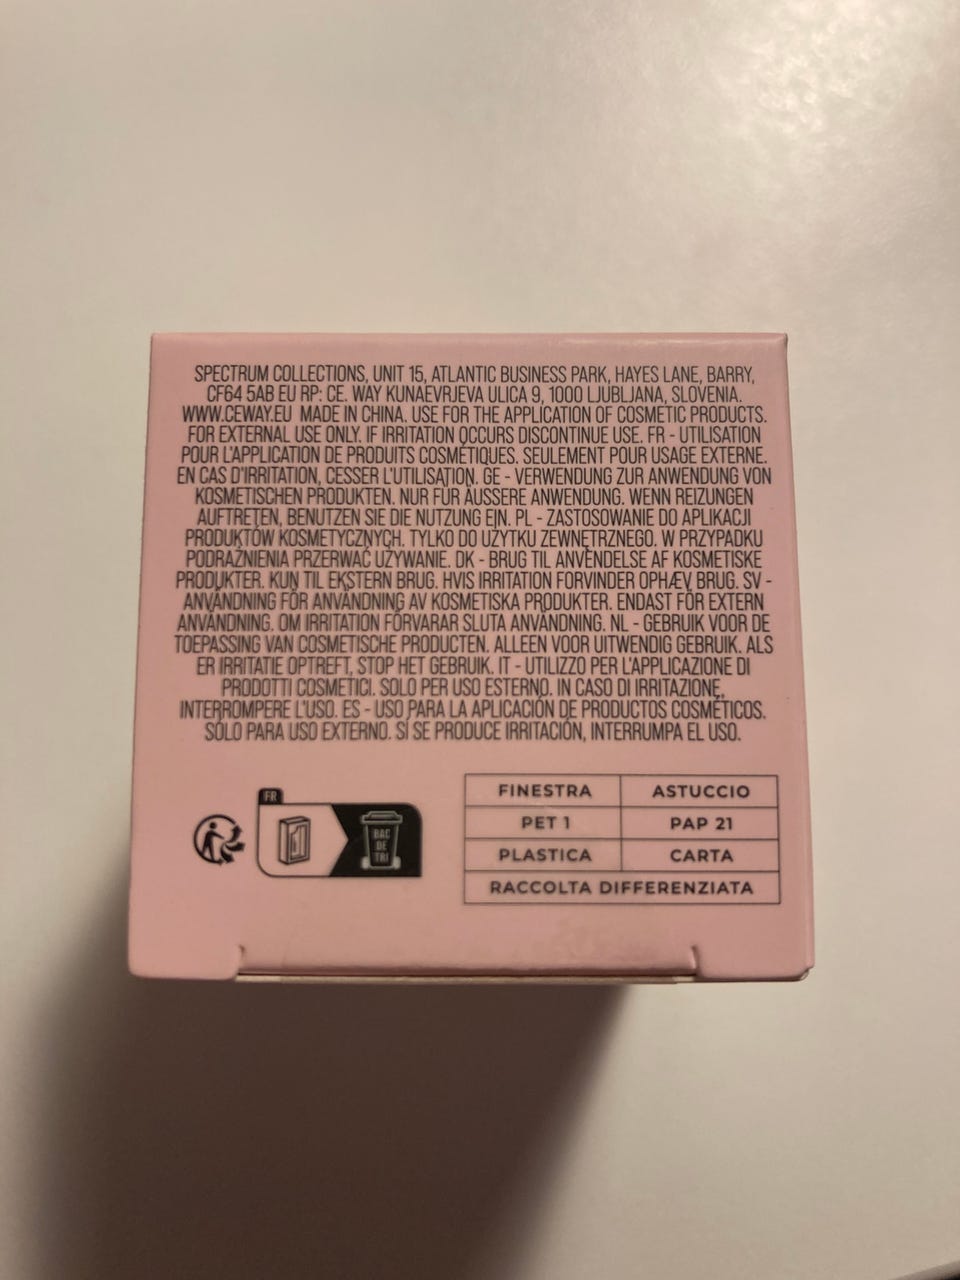 SPECTRUM COLLECTIONS, UNIT 15, ATLANTIC BUSINESS PARK, HAYES LANE, BARRY,
CF64 5AB EU RP: CE. WAY KUNAEVRJEVA ULICA 9, 1000 LJUBLJANA, SLOVENIA.
WWW.CEWAY.EU MADE IN CHINA. USE FOR THE APPLICATION OF COSMETIC PRODUCTS.
FOR EXTERNAL USE ONLY. IF IRRITATION OCCURS DISCONTINUE USE. FR - UTILISATION
POUR L'APPLICATION DE PRODUITS COSMÉTIQUES. SEULEMENT POUR USAGE EXTERNE.
EN CAS D'IRRITATION, CESSER L'UTILISATION. GE - VERWENDUNG ZUR ANWENDUNG VON
KOSMETISCHEN PRODUKTEN. NUR FÜR ÄUSSERE ANWENDUNG. WENN REIZUNGEN
AUFTRETEN, BENUTZEN SIE DIE NUTZUNG EIN. PL - ZASTOSOWANIE DO APLIKACJI
PRODUKTÓW KOSMETYCZNYCH. TYLKO DO UŻYTKU ZEWNĘTRZNEGO. W PRZYPADKU
PODRAŻNIENIA PRZERWAĆ UŻYWANIE. DK - BRUG TIL ANVENDELSE AF KOSMETISKE
PRODUKTER. KUN TIL EKSTERN BRUG. HVIS IRRITATION FORVINDER OPHÆV BRUG. SV -
ANVÄNDNING FÖR ANVÄNDNING AV KOSMETISKA PRODUKTER. ENDAST FÖR EXTERN
ANVÄNDNING. OM IRRITATION FÖRVARAR SLUTA ANVÄNDNING. NL - GEBRUIK VOOR DE
TOEPASSING VAN COSMETISCHE PRODUCTEN. ALLEEN VOOR UITWENDIG GEBRUIK. ALS
ER IRRITATIE OPTREFT, STOP HET GEBRUIK. IT - UTILIZZO PER L'APPLICAZIONE DI
PRODOTTI COSMETICI. SOLO PER USO ESTERNO. IN CASO DI IRRITAZIONE,
INTERROMPERE L'USO. ES - USO PARA LA APLICACIÓN DE PRODUCTOS COSMÉTICOS.
SÓLO PARA USO EXTERNO. SÍ SE PRODUCE IRRITACIÓN, INTERRUMPA EL USO.
FR
BAC
DE
TRI
FINESTRA ASTUCCIO
PET 1 PAP 21
PLASTICA CARTA
RACCOLTA DIFFERENZIATA